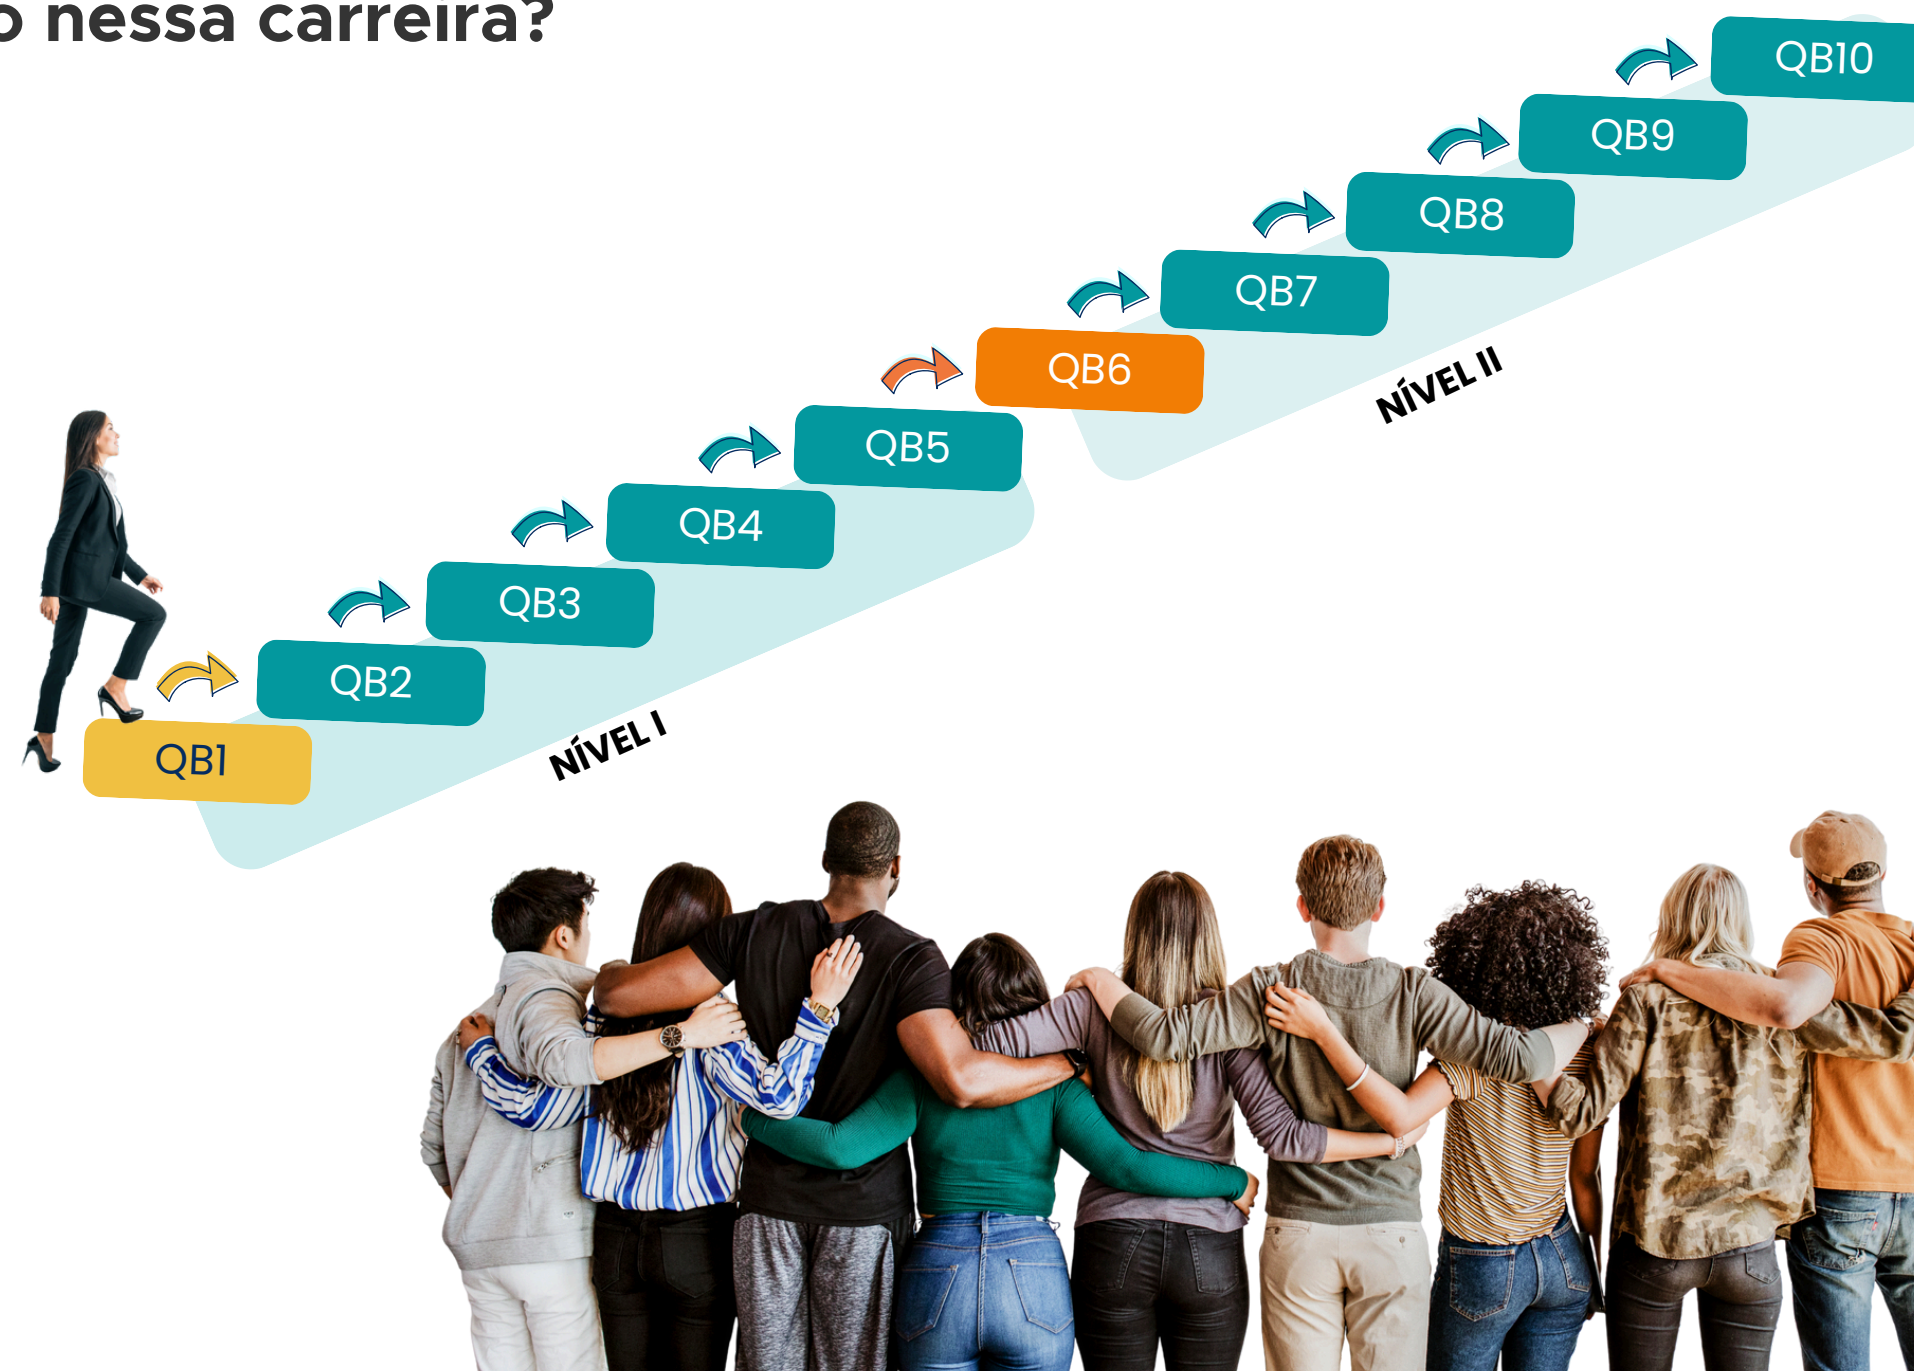 o nessa carreira?
QB10
QB9
QB8
QB7
QB6
NÍVEL II
QB5
QB4
QB3
QB2
NÍVEL I
QB1